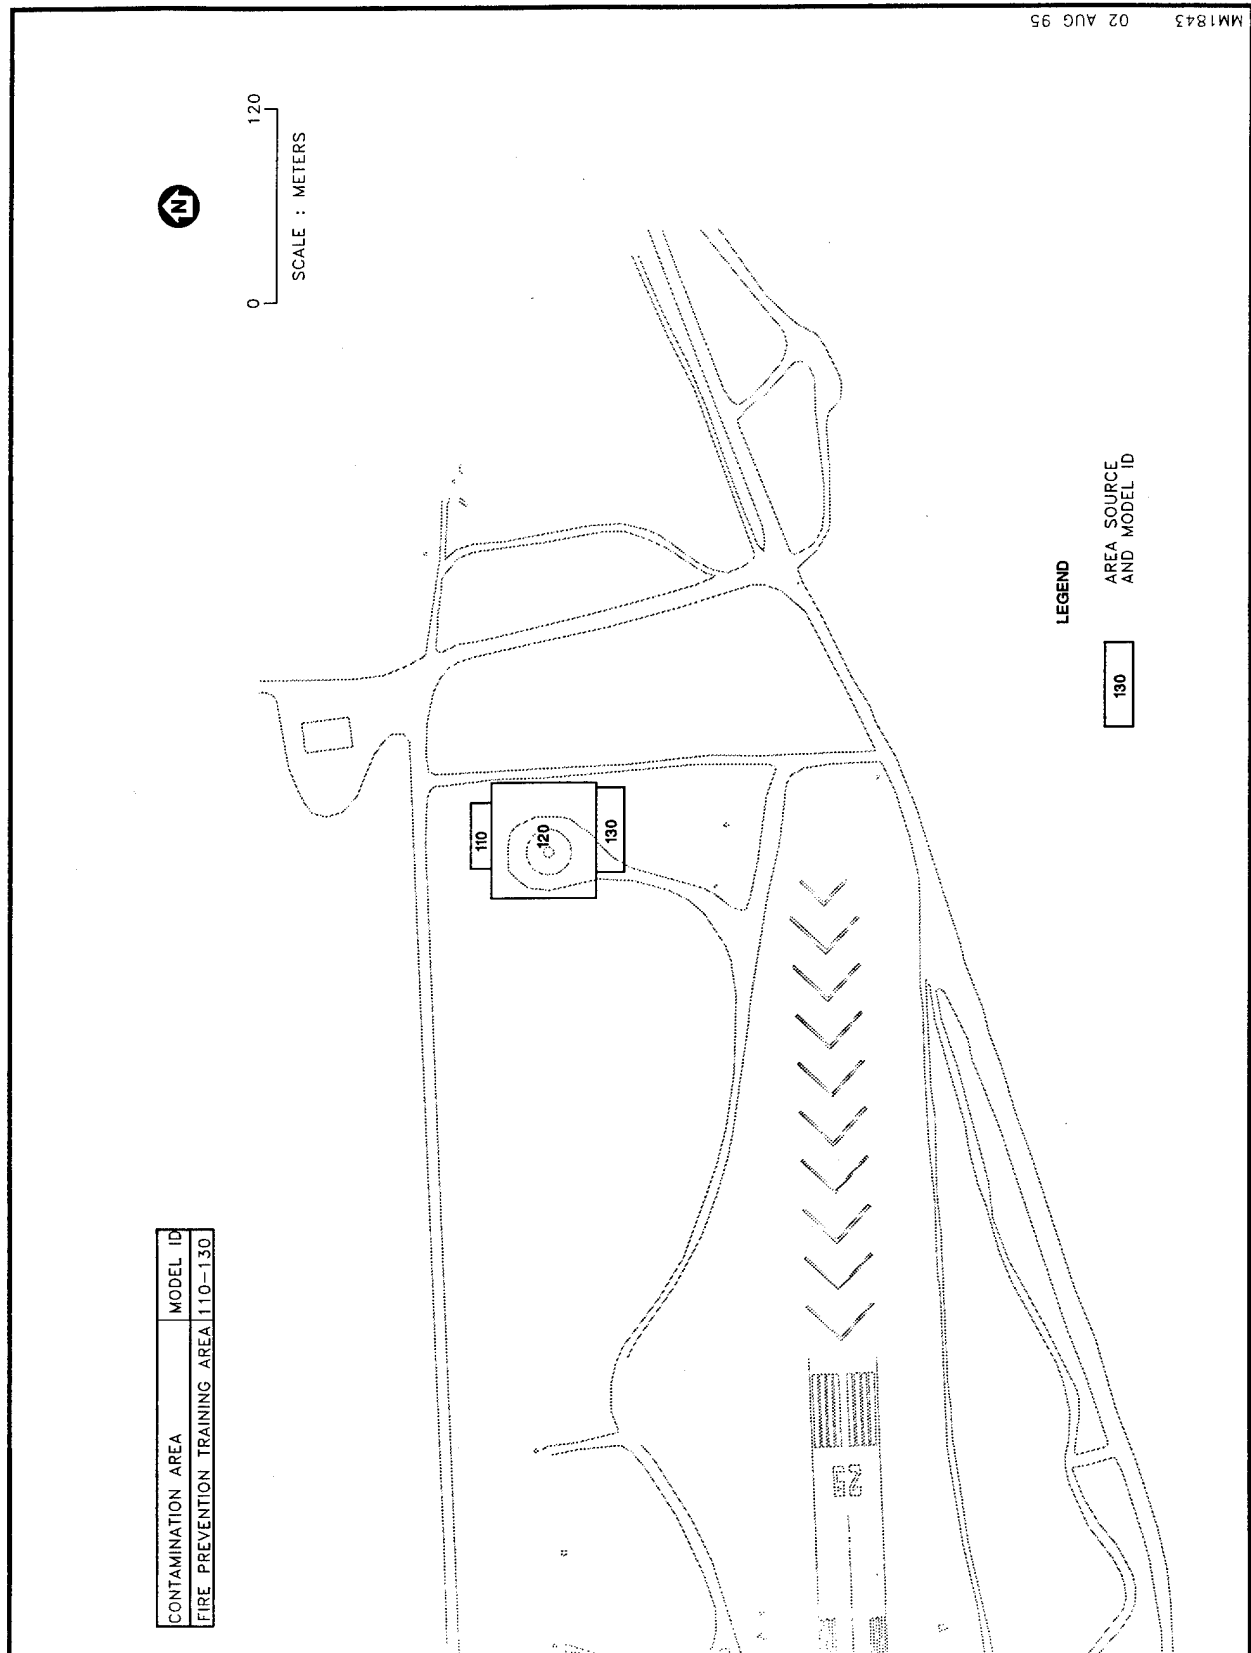 MM1843 02 AUG 95
N
0 120
SCALE : METERS
CONTAMINATION AREA MODEL ID
FIRE PREVENTION TRAINING AREA 110-130
110
120
130
29
LEGEND
130
AREA SOURCE
AND MODEL ID